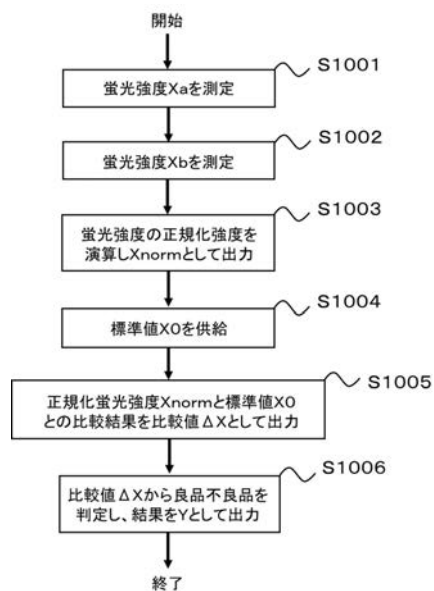 開始
S1001
蛍光強度Xaを測定
S1002
蛍光強度Xbを測定
S1003
蛍光強度の正規化強度を
演算しXnormとして出力
S1004
標準値X0を供給
S1005
正規化蛍光強度Xnormと標準値X0
との比較結果を比較値ΔXとして出力
S1006
比較値ΔXから良品不良品を
判定し、結果をYとして出力
終了